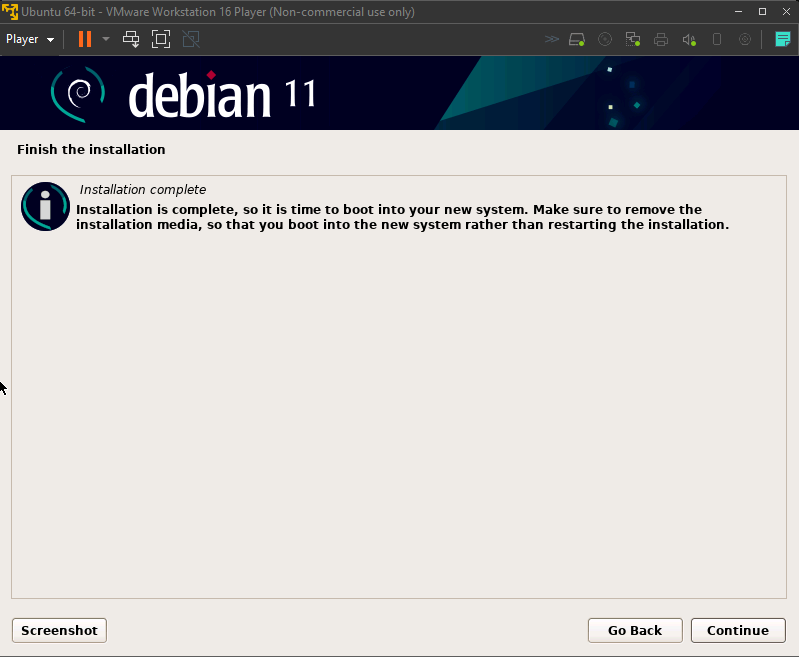 Ubuntu 64-bit - VMware Workstation 16 Player (Non-commercial use only)
Player
debian 11
Finish the installation
Installation complete
Installation is complete, so it is time to boot into your new system. Make sure to remove the
installation media, so that you boot into the new system rather than restarting the installation.
Screenshot
Go Back
Continue